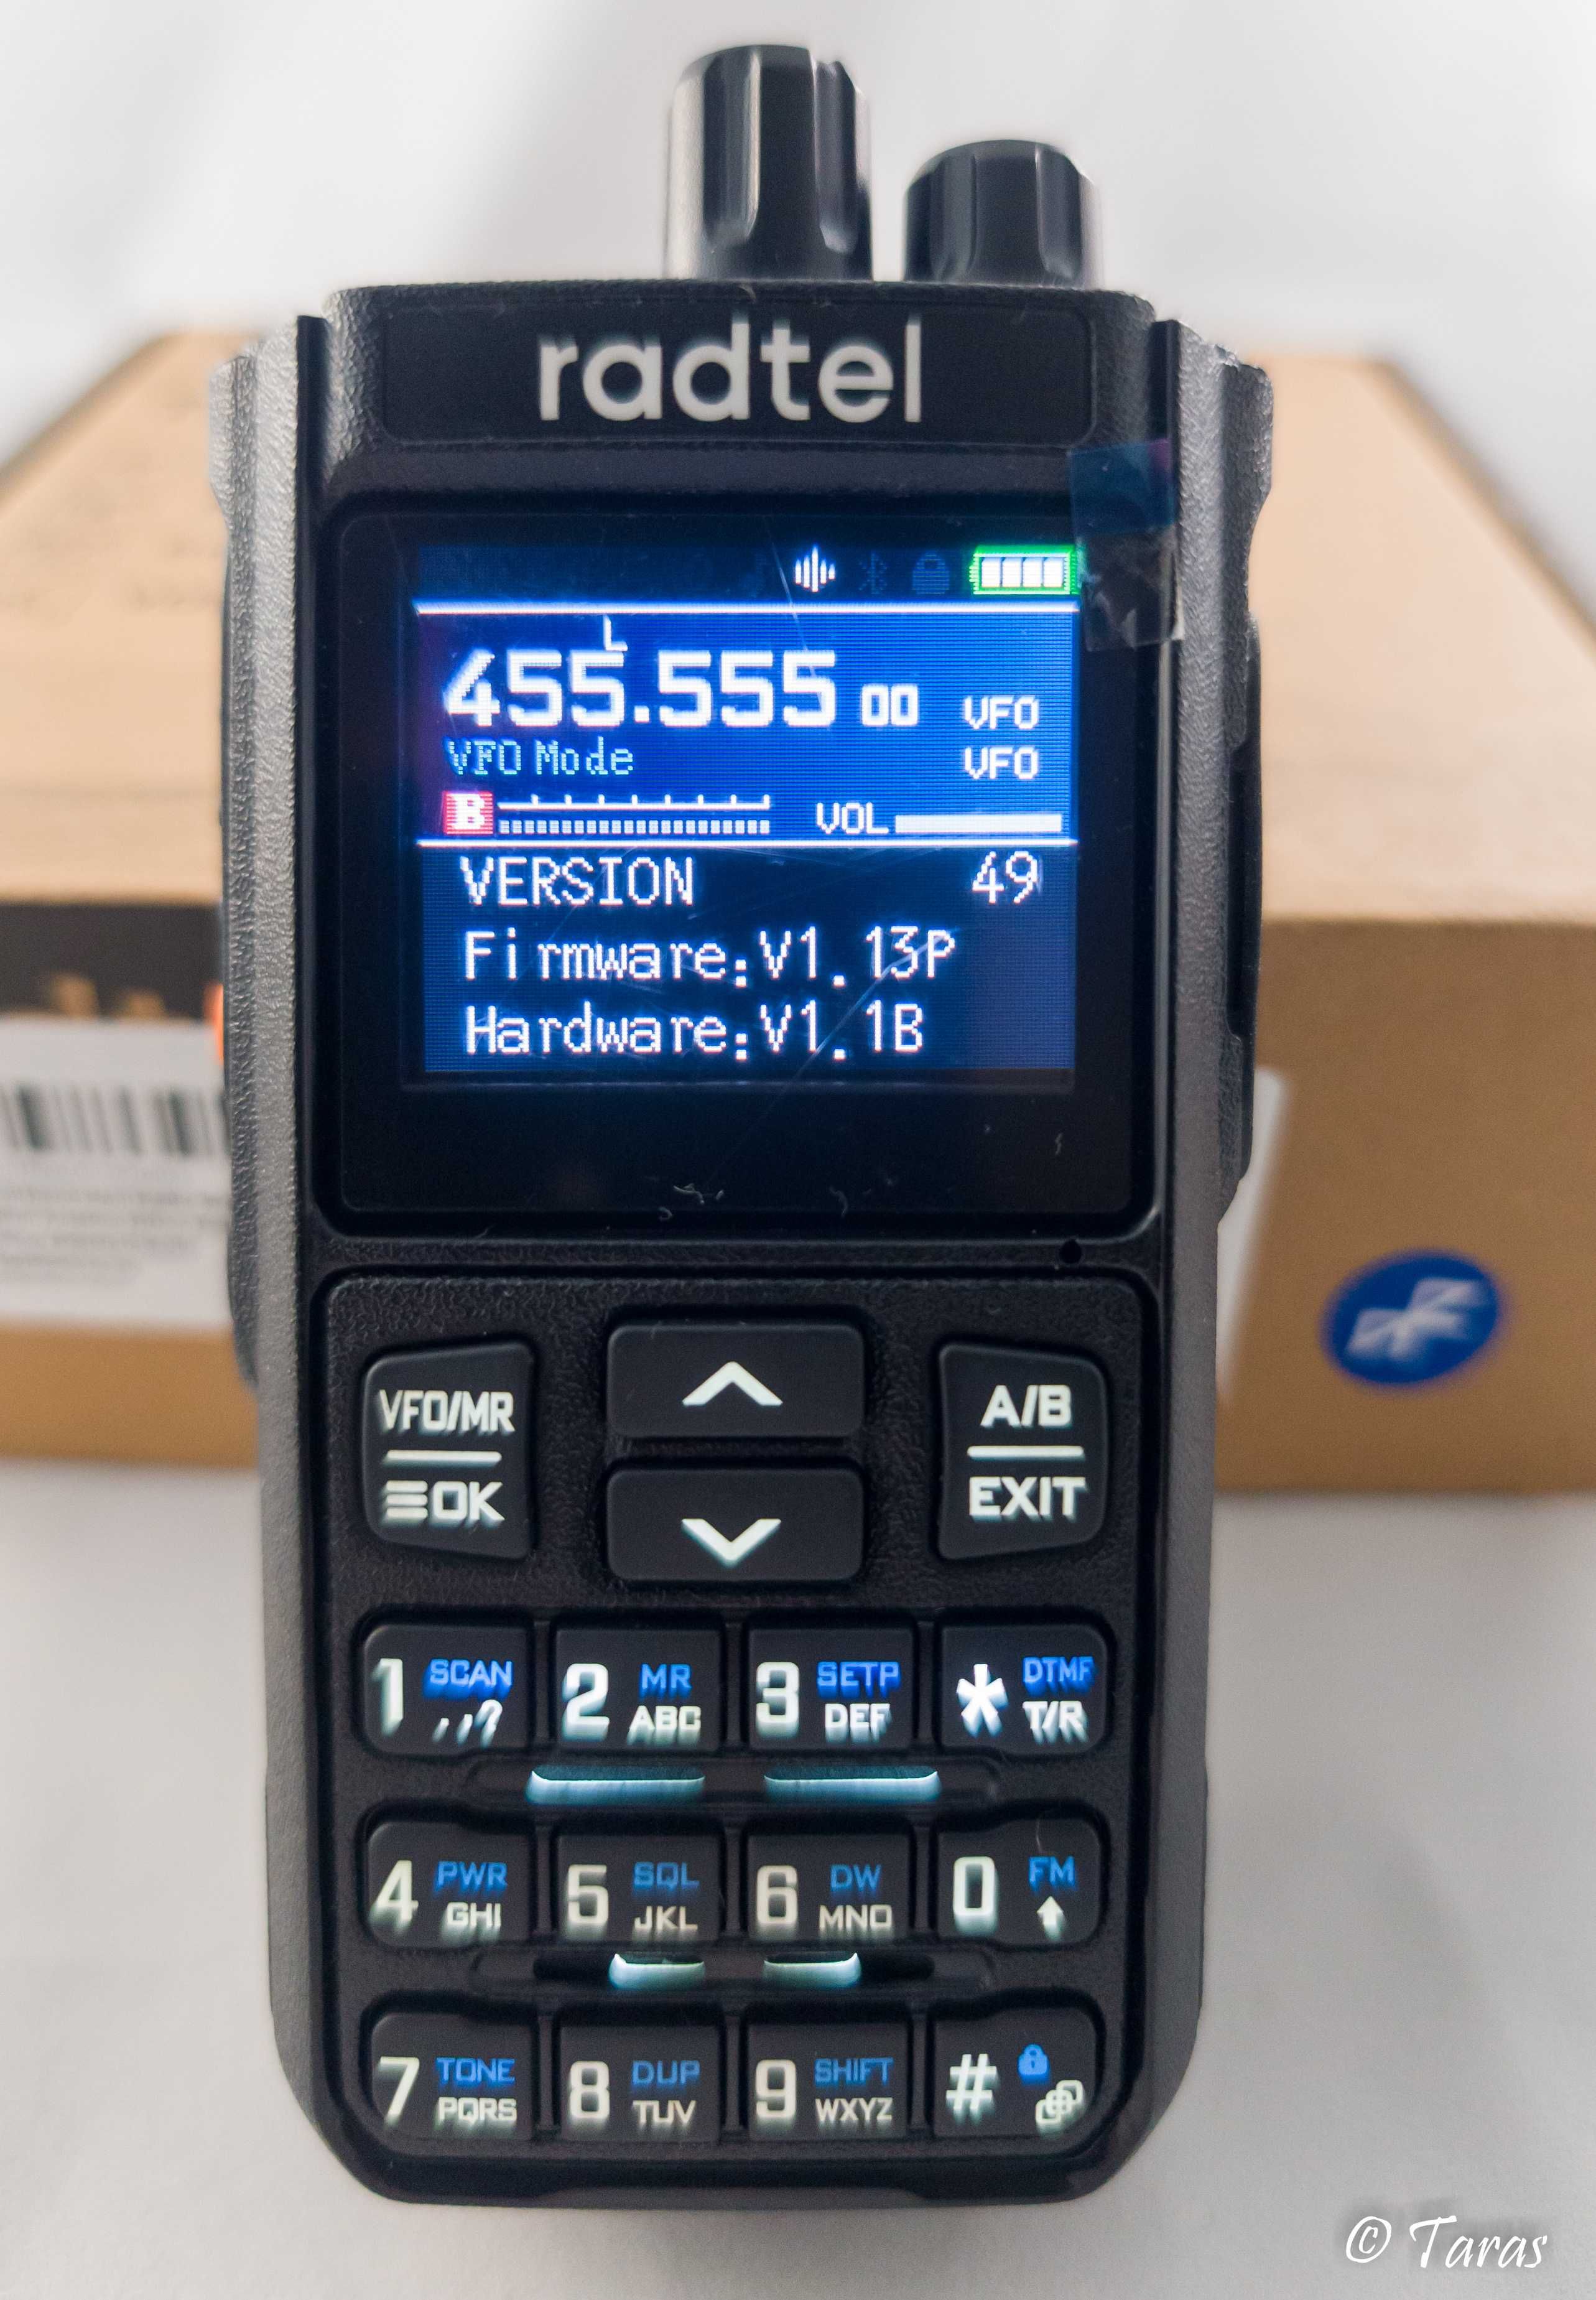 radtel
L
455.555 00 VFO
VFO Mode VFO
B VOL
VERSION 49
Firmware:V1.13P
Hardware:V1.1B
VFO/MR
OK
A/B
EXIT
1 SCAN .,?
2 MR ABC
3 SETP DEF
* DTMF T/R
4 PWR GHI
5 SQL JKL
6 DW MNO
0 FM
7 TONE PQRS
8 DUP TUV
9 SHIFT WXYZ
#
© Taras